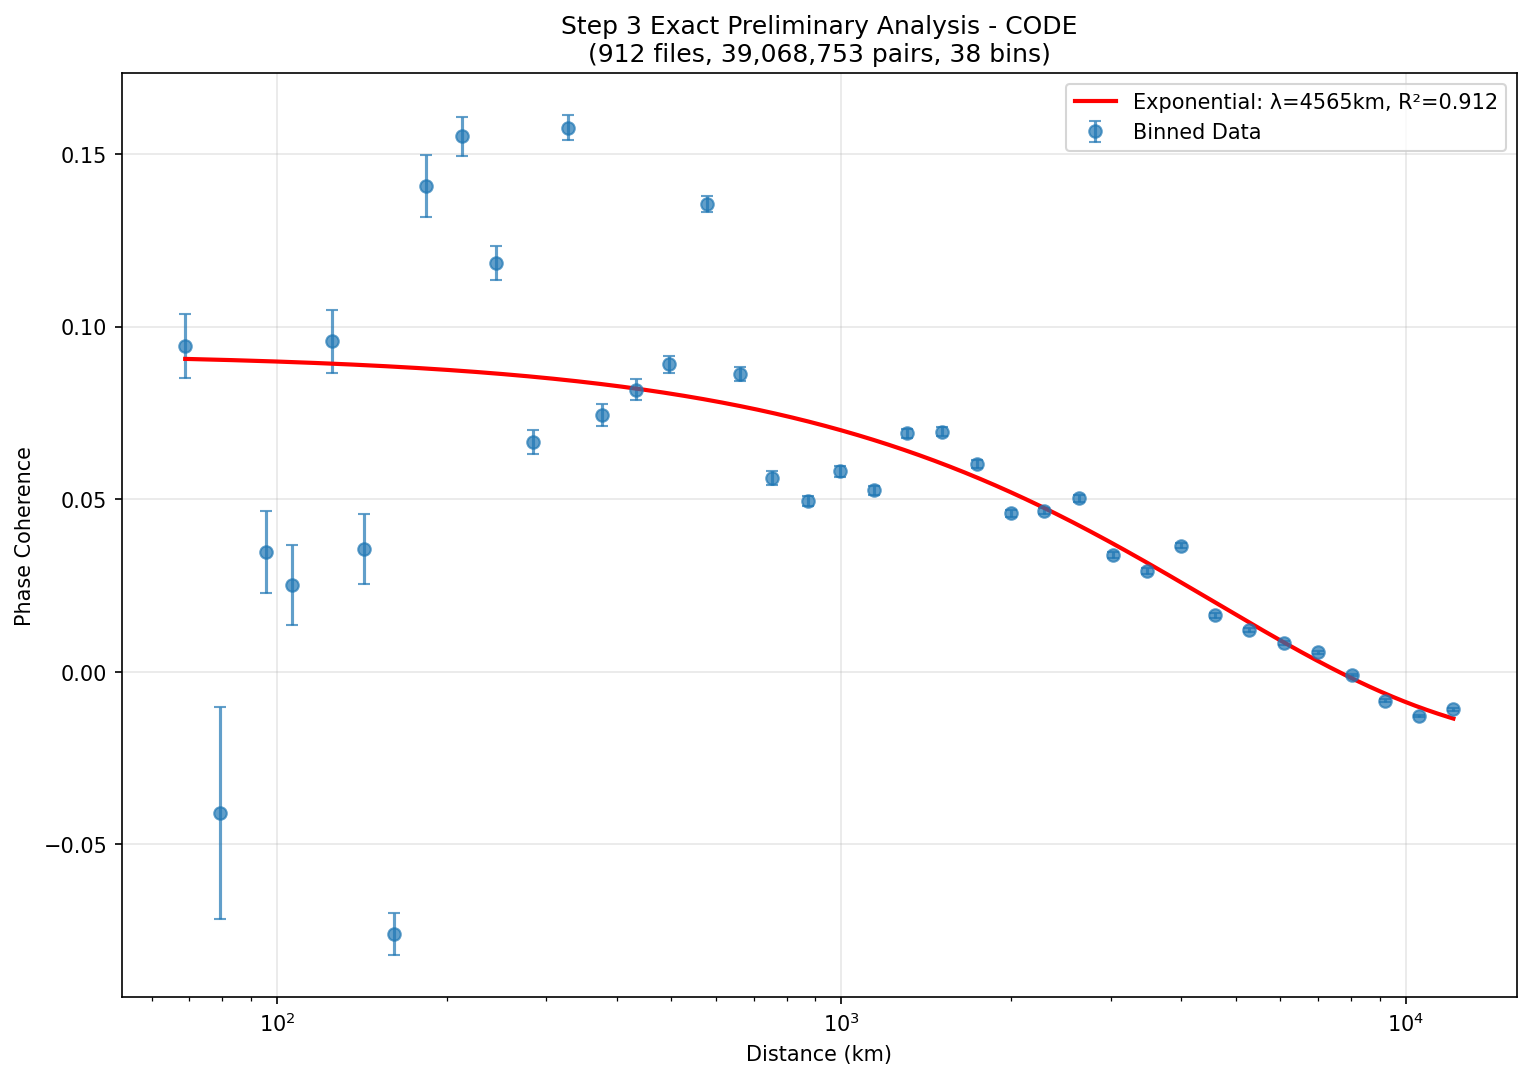 Step 3 Exact Preliminary Analysis - CODE
(912 files, 39,068,753 pairs, 38 bins)
Exponential: λ=4565km, R²=0.912
Binned Data
0.15
0.10
0.05
0.00
−0.05
Phase Coherence
10² 10³ 10⁴
Distance (km)